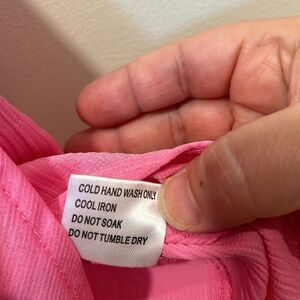 COLD HAND WASH ONLY
COOL IRON
DO NOT SOAK
DO NOT TUMBLE DRY